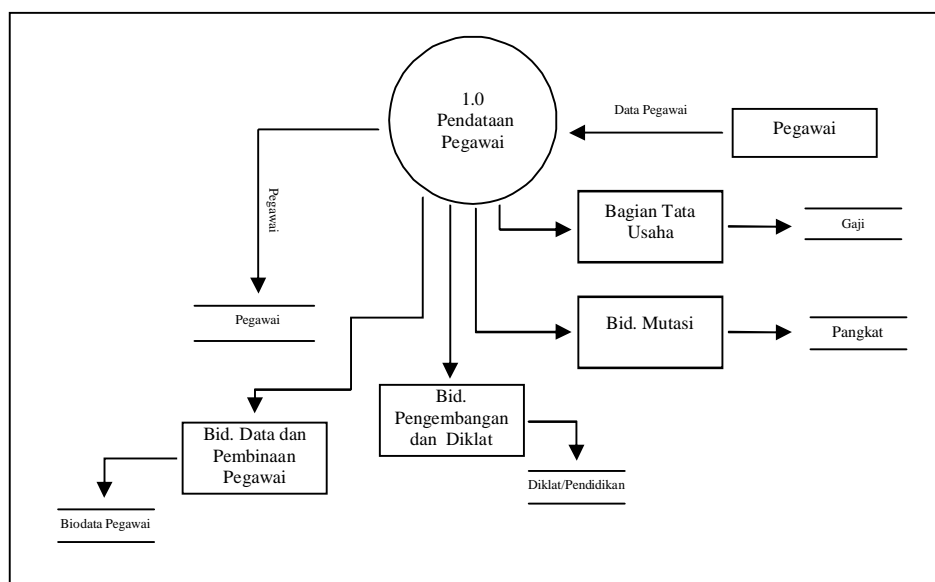 1.0
Pendataan
Pegawai
Data Pegawai
Pegawai
Pegawai
Bagian Tata
Usaha
Gaji
Pegawai
Bid. Mutasi
Pangkat
Bid.
Pengembangan
dan Diklat
Bid. Data dan
Pembinaan
Pegawai
Diklat/Pendidikan
Biodata Pegawai